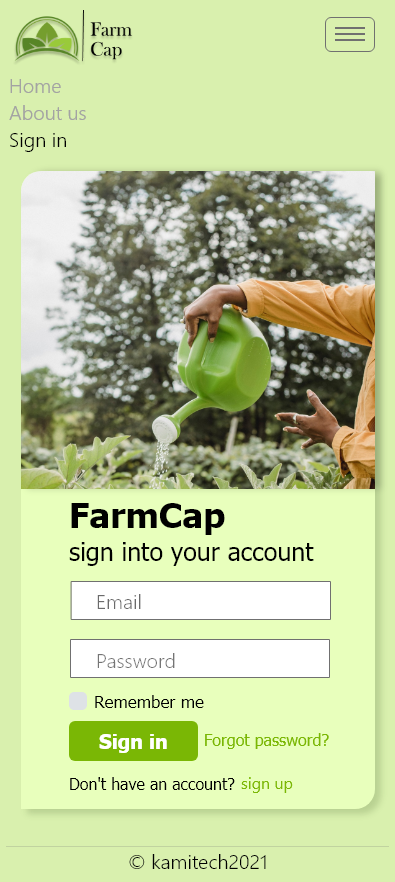 Farm
Cap
Home
About us
Sign in
FarmCap
sign into your account
Email
Password
Remember me
Sign in Forgot password?
Don't have an account? sign up
© kamitech2021